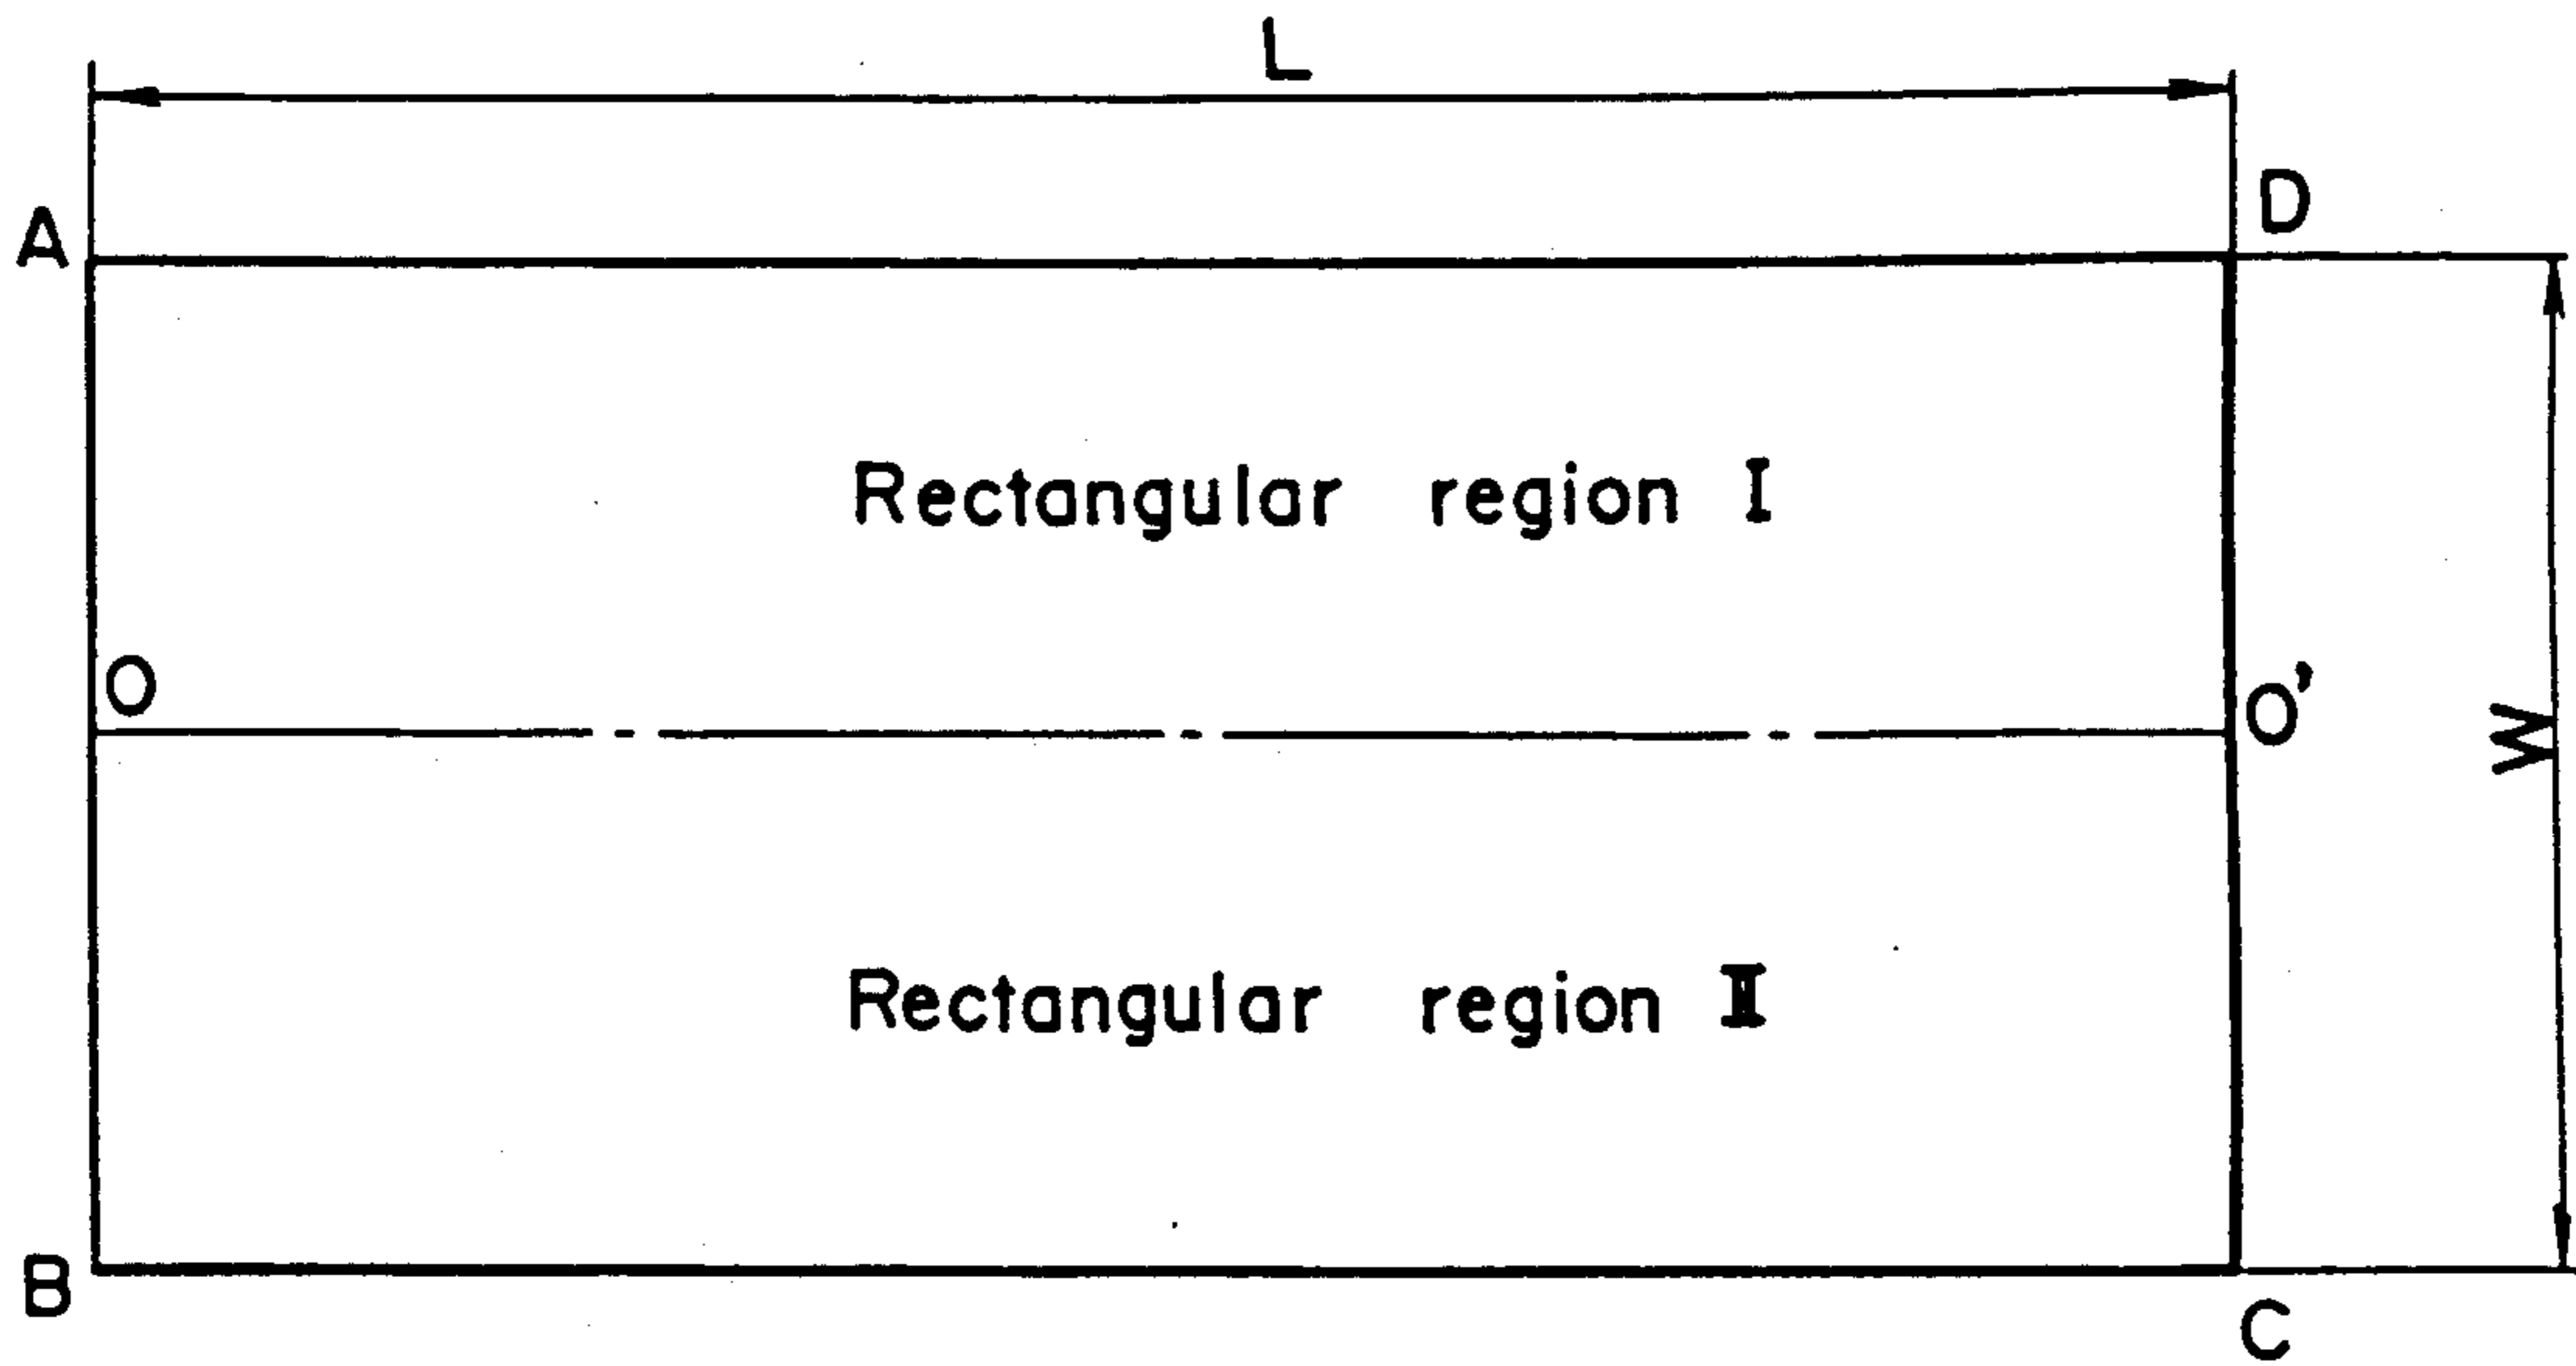 L
A
D
Rectangular region I
O
O'
W
Rectangular region II
B
C